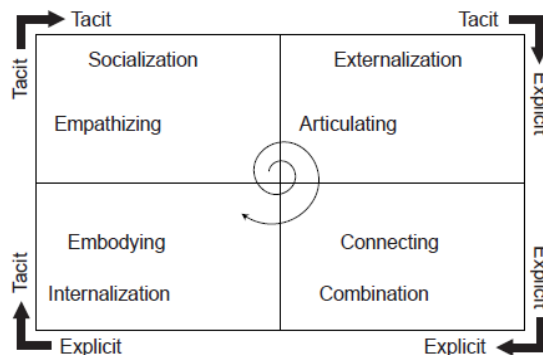 Tacit Tacit
Tacit Explicit
Socialization Externalization
Empathizing Articulating
Embodying Connecting
Internalization Combination
Tacit Explicit
Explicit Explicit